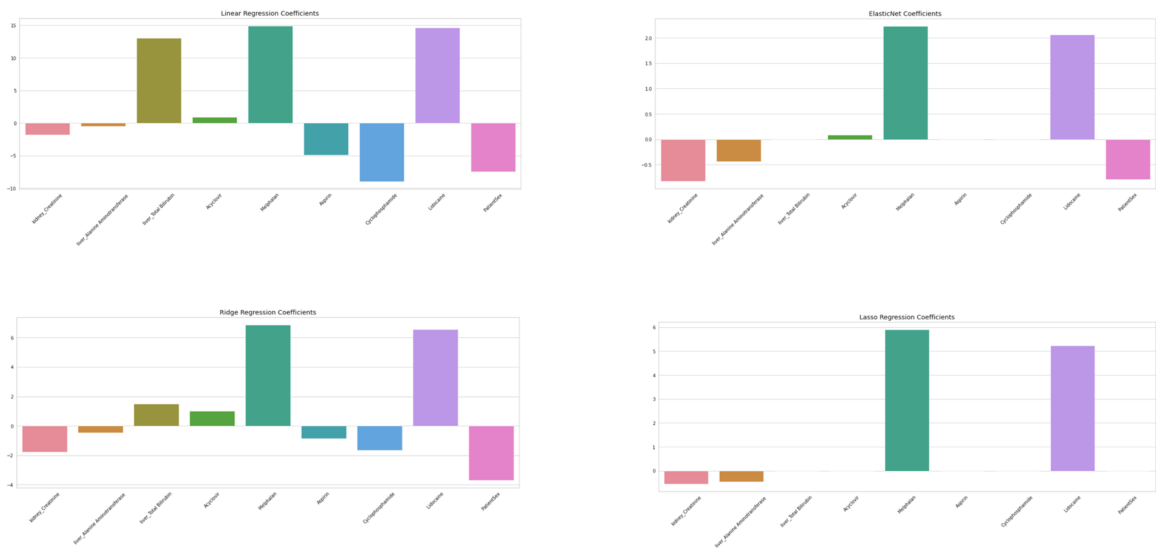 Linear Regression Coefficients
15
10
5
0
−5
−10
kidney_Creatinine
liver_Alanine Aminotransferase
liver_Total Bilirubin
Acyclovir
Melphalan
Aspirin
Cyclophosphamide
Lidocaine
PatientSex
ElasticNet Coefficients
2.0
1.5
1.0
0.5
0.0
−0.5
kidney_Creatinine
liver_Alanine Aminotransferase
liver_Total Bilirubin
Acyclovir
Melphalan
Aspirin
Cyclophosphamide
Lidocaine
PatientSex
Ridge Regression Coefficients
6
4
2
0
−2
−4
kidney_Creatinine
liver_Alanine Aminotransferase
liver_Total Bilirubin
Acyclovir
Melphalan
Aspirin
Cyclophosphamide
Lidocaine
PatientSex
Lasso Regression Coefficients
6
5
4
3
2
1
0
kidney_Creatinine
liver_Alanine Aminotransferase
liver_Total Bilirubin
Acyclovir
Melphalan
Aspirin
Cyclophosphamide
Lidocaine
PatientSex